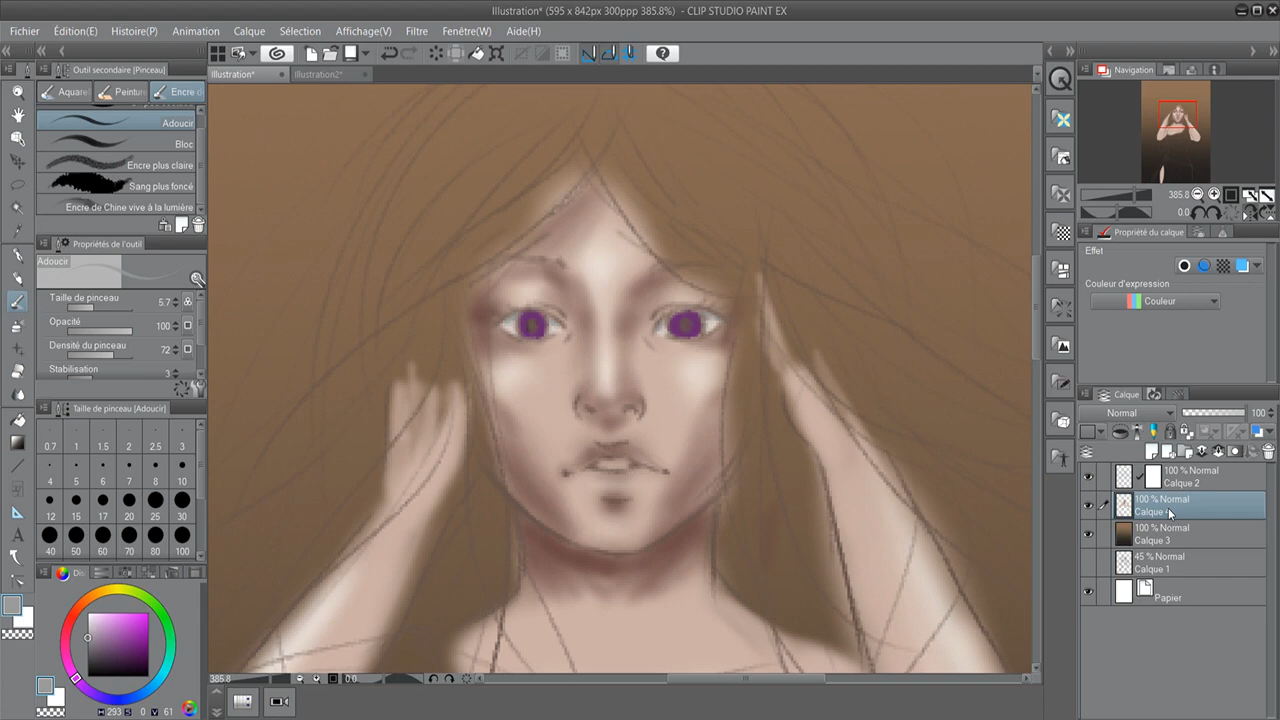 Illustration* (595 x 842px 300ppp 385.8%)  - CLIP STUDIO PAINT EX
Fichier Édition(E) Histoire(P) Animation Calque Sélection Affichage(V) Filtre Fenêtre(W) Aide(H)
Outil secondaire [Pinceau]
Illustration* Illustration2*
Navigation
Aquar Peintur Encre d
Adoucir
Bloc
Encre plus claire
Sang plus foncé
Encre de Chine vive à la lumière
385.8
0.0
Propriétés de l'outil
Adoucir
Taille de pinceau 5.7
Opacité 100
Densité du pinceau 72
Stabilisation 3
Propriété du calque
Effet
Couleur d'expression
Couleur
Taille de pinceau [Adoucir]
0.7 1 1.5 2 2.5 3
4 5 6 7 8 10
12 15 17 20 25 30
40 50 60 70 80 100
Calque
Normal 100
100 % Normal
Calque 2
100 % Normal
Calque
100 % Normal
Calque 3
45 % Normal
Calque 1
Papier
Dis
385.8 0.0
H 293 S 0 V 61